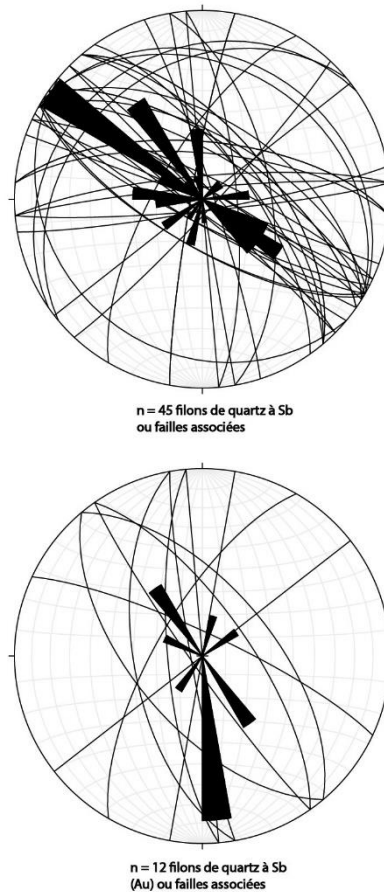 n = 45 filons de quartz à Sb
ou failles associées
n = 12 filons de quartz à Sb
(Au) ou failles associées